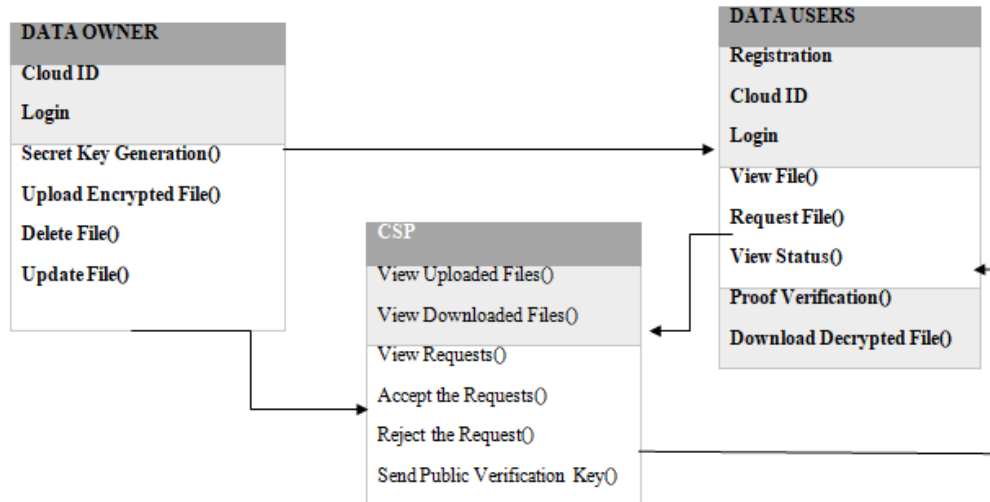 DATA OWNER
Cloud ID
Login
Secret Key Generation()
Upload Encrypted File()
Delete File()
Update File()
DATA USERS
Registration
Cloud ID
Login
View File()
Request File()
View Status()
Proof Verification()
Download Decrypted File()
CSP
View Uploaded Files()
View Downloaded Files()
View Requests()
Accept the Requests()
Reject the Request()
Send Public Verification Key()